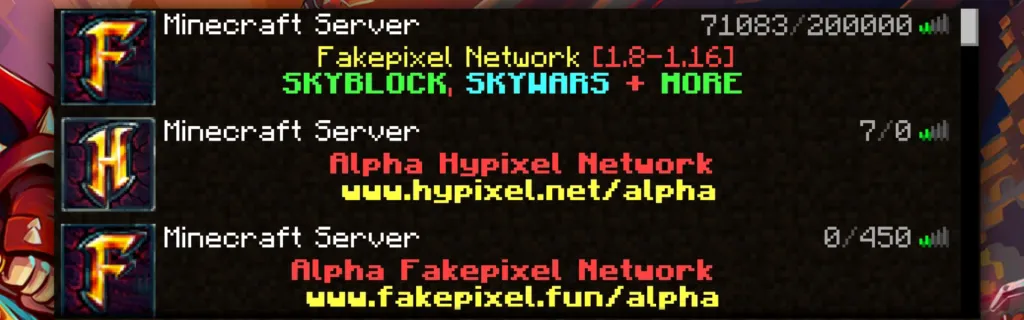 F
Minecraft Server 71083/200000
Fakepixel Network [1.8-1.16]
SKYBLOCK, SKYWARS + MORE
H
Minecraft Server 7/0
Alpha Hypixel Network
www.hypixel.net/alpha
F
Minecraft Server 0/450
Alpha Fakepixel Network
www.fakepixel.fun/alpha